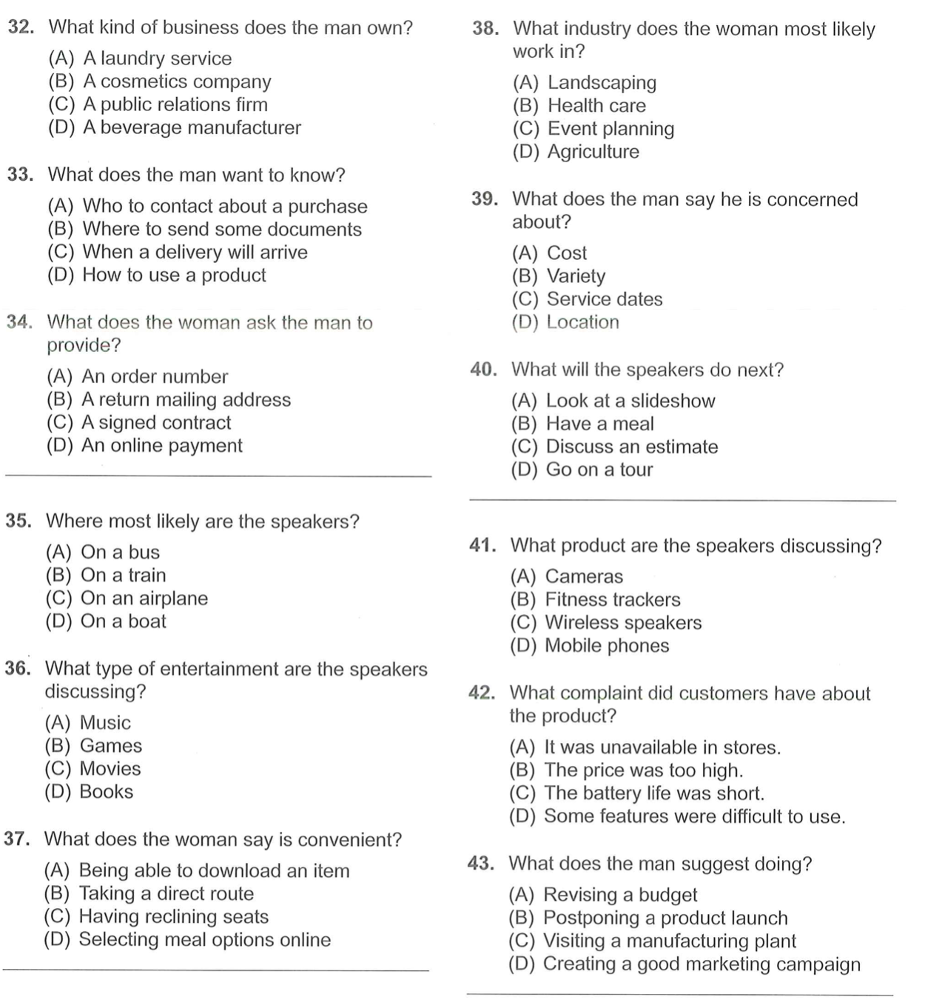 32. What kind of business does the man own?
(A) A laundry service
(B) A cosmetics company
(C) A public relations firm
(D) A beverage manufacturer
33. What does the man want to know?
(A) Who to contact about a purchase
(B) Where to send some documents
(C) When a delivery will arrive
(D) How to use a product
34. What does the woman ask the man to
provide?
(A) An order number
(B) A return mailing address
(C) A signed contract
(D) An online payment
35. Where most likely are the speakers?
(A) On a bus
(B) On a train
(C) On an airplane
(D) On a boat
36. What type of entertainment are the speakers
discussing?
(A) Music
(B) Games
(C) Movies
(D) Books
37. What does the woman say is convenient?
(A) Being able to download an item
(B) Taking a direct route
(C) Having reclining seats
(D) Selecting meal options online
38. What industry does the woman most likely
work in?
(A) Landscaping
(B) Health care
(C) Event planning
(D) Agriculture
39. What does the man say he is concerned
about?
(A) Cost
(B) Variety
(C) Service dates
(D) Location
40. What will the speakers do next?
(A) Look at a slideshow
(B) Have a meal
(C) Discuss an estimate
(D) Go on a tour
41. What product are the speakers discussing?
(A) Cameras
(B) Fitness trackers
(C) Wireless speakers
(D) Mobile phones
42. What complaint did customers have about
the product?
(A) It was unavailable in stores.
(B) The price was too high.
(C) The battery life was short.
(D) Some features were difficult to use.
43. What does the man suggest doing?
(A) Revising a budget
(B) Postponing a product launch
(C) Visiting a manufacturing plant
(D) Creating a good marketing campaign